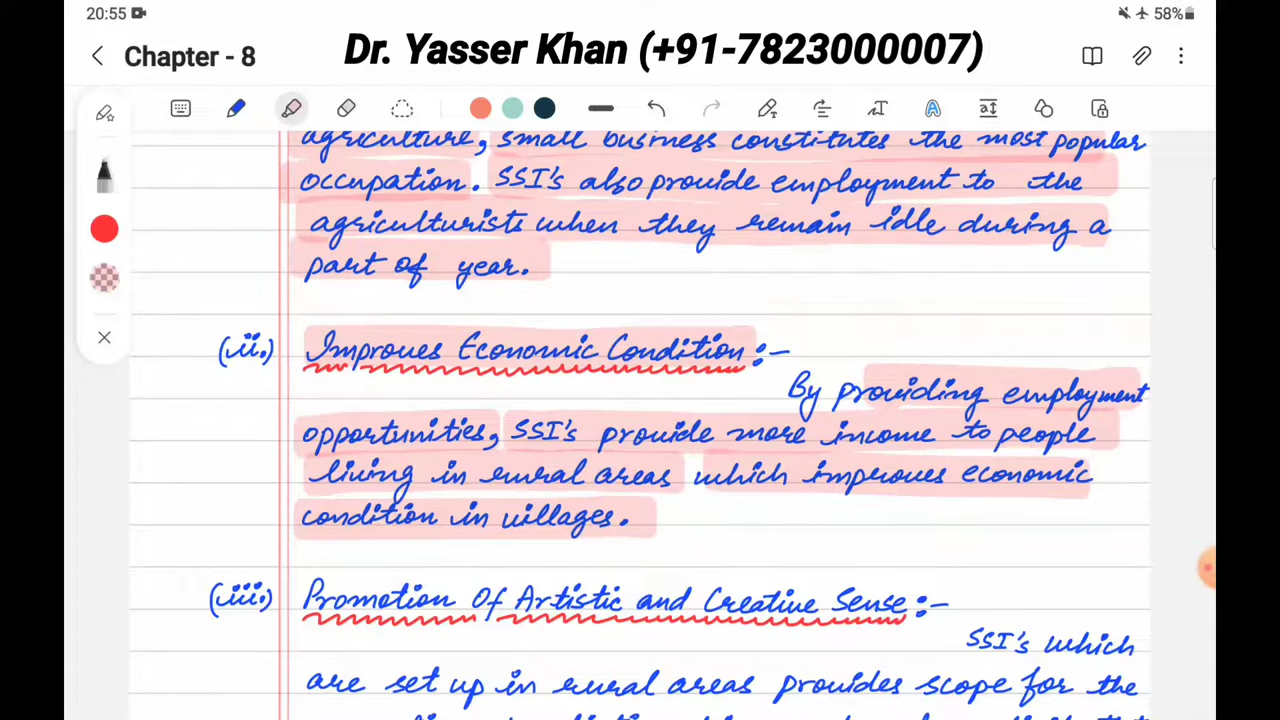 20:55
58%
Chapter - 8
Dr. Yasser Khan (+91-7823000007)
agriculture, small business constitutes the most popular
occupation. SSI's also provide employment to the
agriculturists when they remain idle during a
part of year.
(ii.) Improves Economic Condition :-
By providing employment
opportunities, SSI's provide more income to people
living in rural areas which improves economic
condition in villages.
(iii.) Promotion Of Artistic and Creative Sense :-
SSI's which
are set up in rural areas provides scope for the